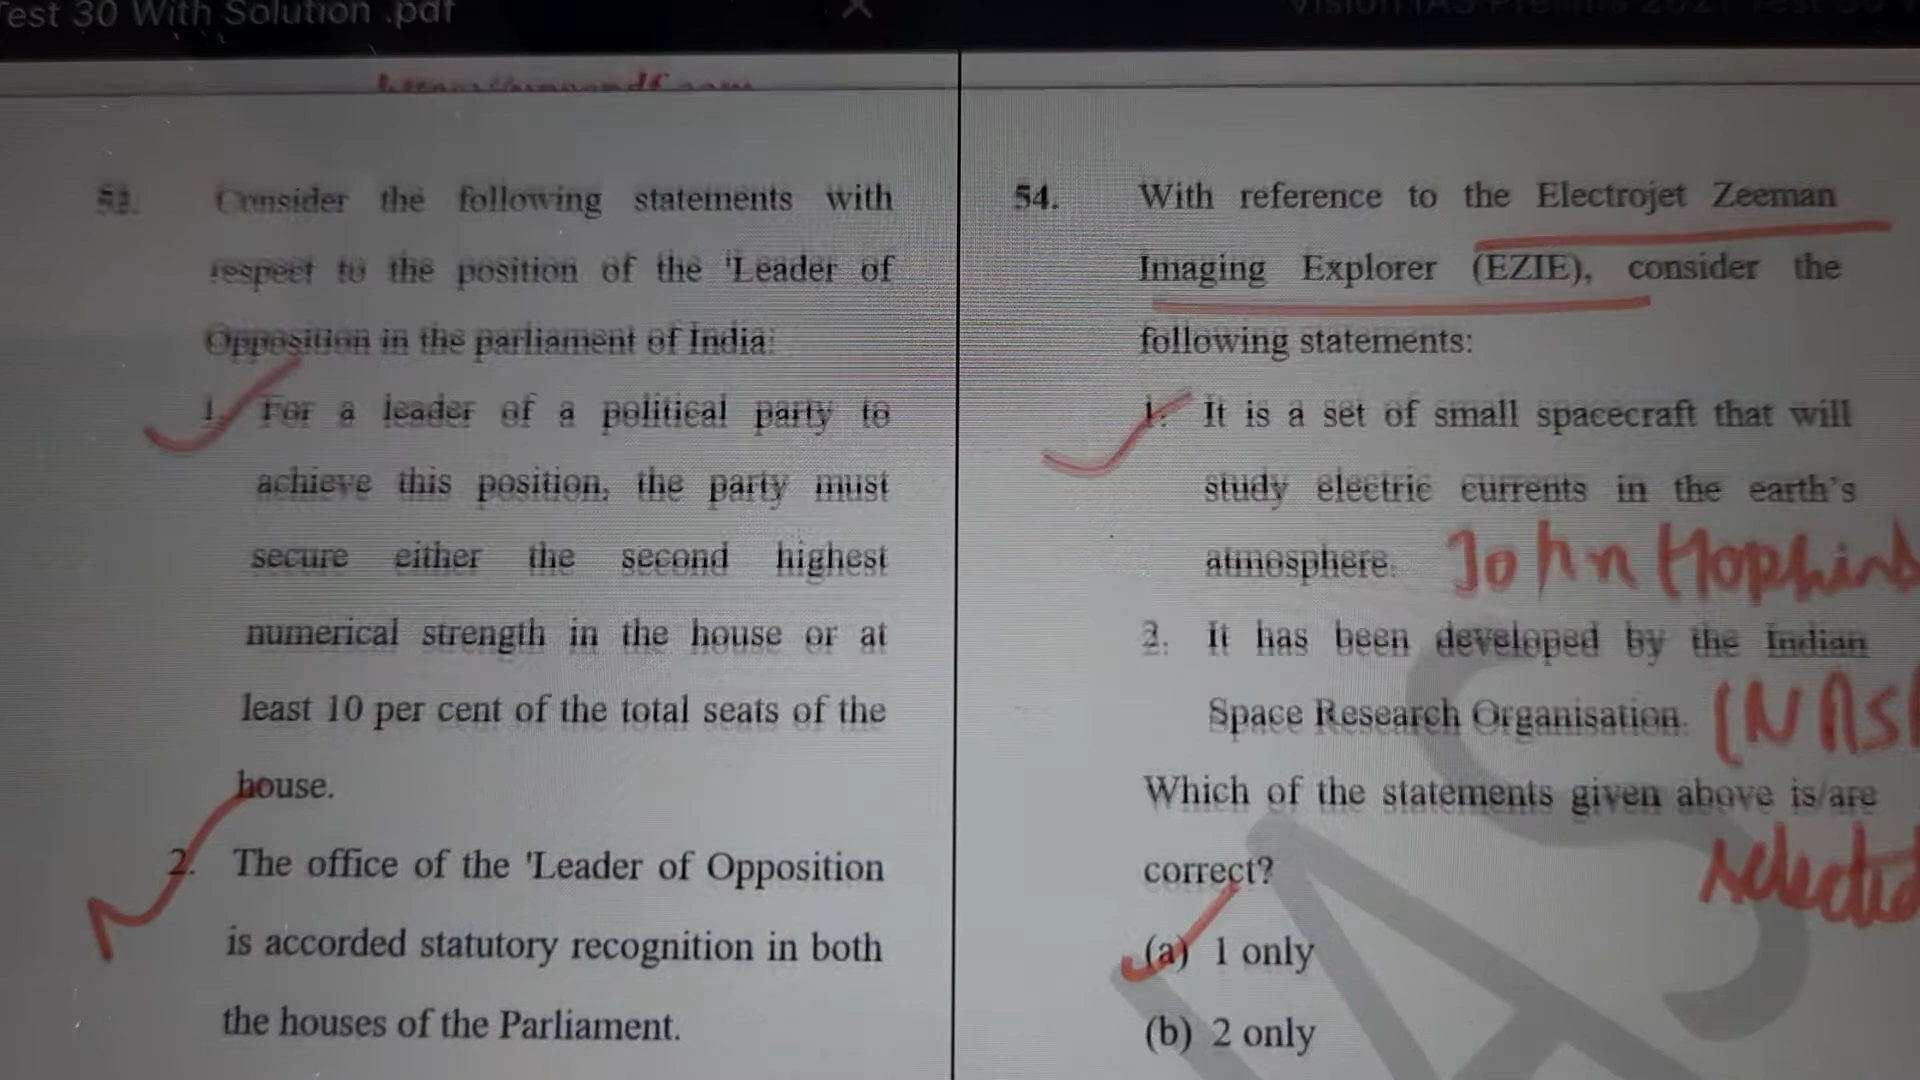 est 30 With Solution .pdf
Consider the following statements with
respect to the position of the 'Leader of
Opposition in the parliament of India:
1. For a leader of a political party to
achieve this position, the party must
secure either the second highest
numerical strength in the house or at
least 10 per cent of the total seats of the
house.
2. The office of the 'Leader of Opposition
is accorded statutory recognition in both
the houses of the Parliament.
54. With reference to the Electrojet Zeeman
Imaging Explorer (EZIE), consider the
following statements:
1. It is a set of small spacecraft that will
study electric currents in the earth's
atmosphere. John Hopkins
2. It has been developed by the Indian
Space Research Organisation. (NAS
Which of the statements given above is/are
correct? selected
(a) 1 only
(b) 2 only
IAS